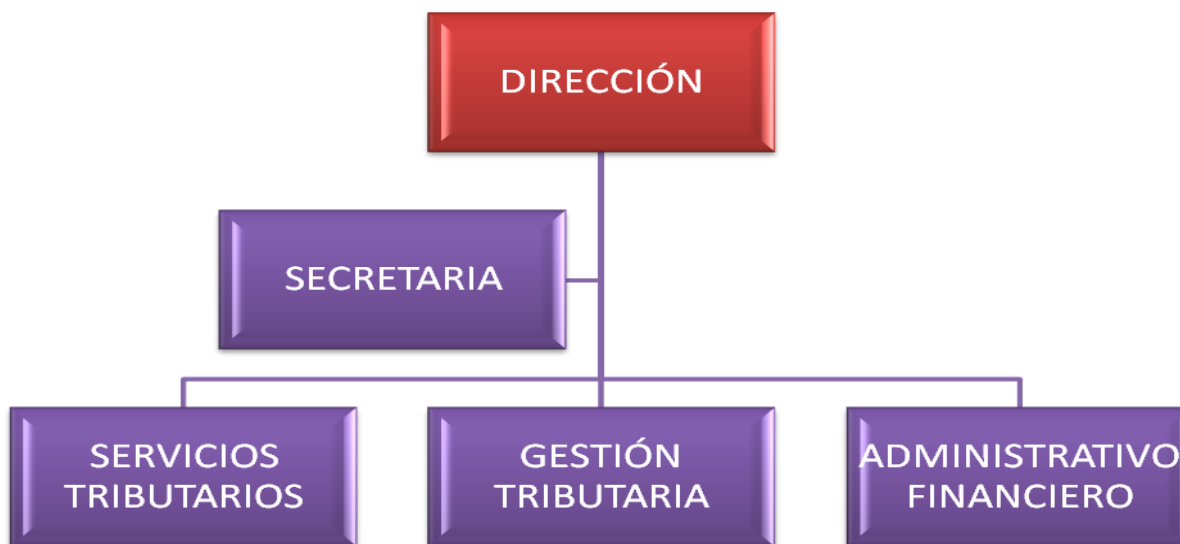 DIRECCIÓN
SECRETARIA
SERVICIOS
TRIBUTARIOS
GESTIÓN
TRIBUTARIA
ADMINISTRATIVO
FINANCIERO